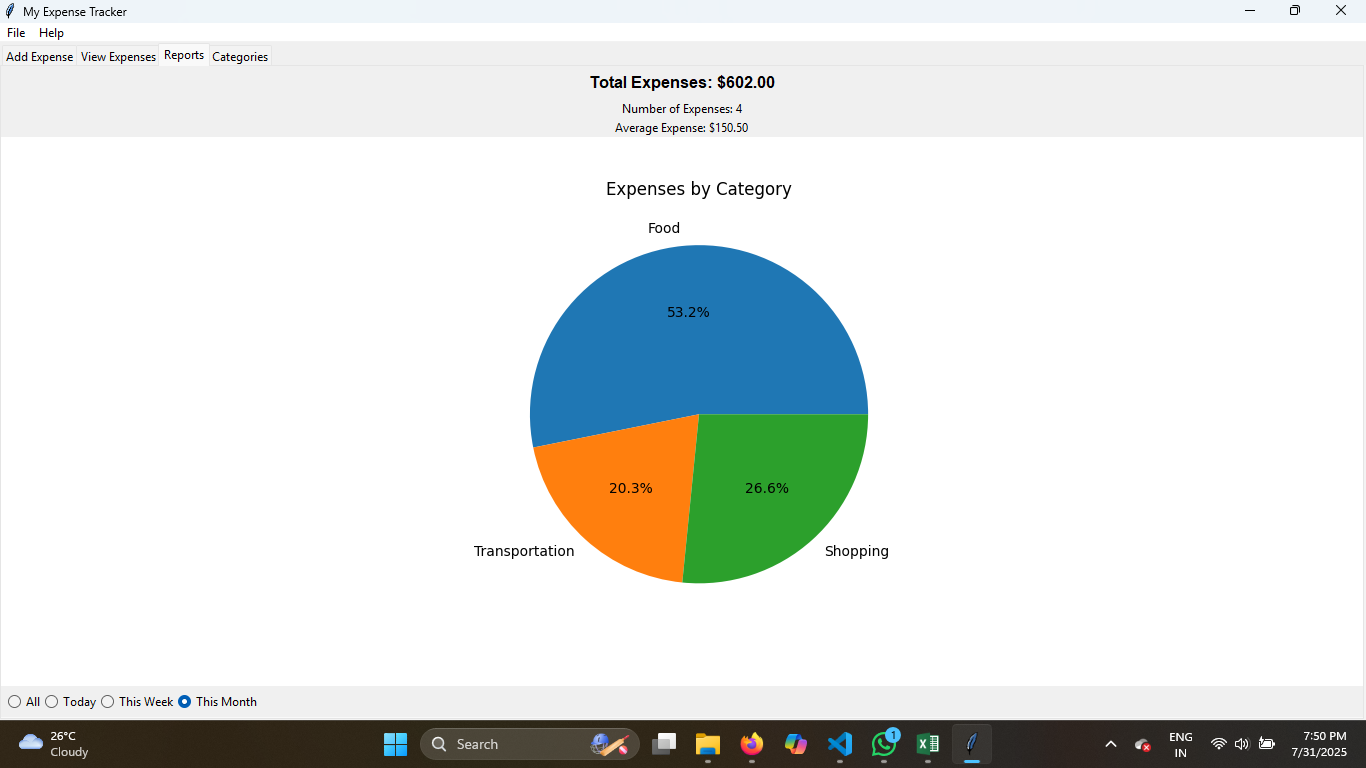 My Expense Tracker
File Help
Add Expense View Expenses Reports Categories
Total Expenses: $602.00
Number of Expenses: 4
Average Expense: $150.50
Expenses by Category
Food
53.2%
20.3% 26.6%
Transportation Shopping
All Today This Week This Month
26°C
Cloudy
Search
1
ENG
IN
7:50 PM
7/31/2025